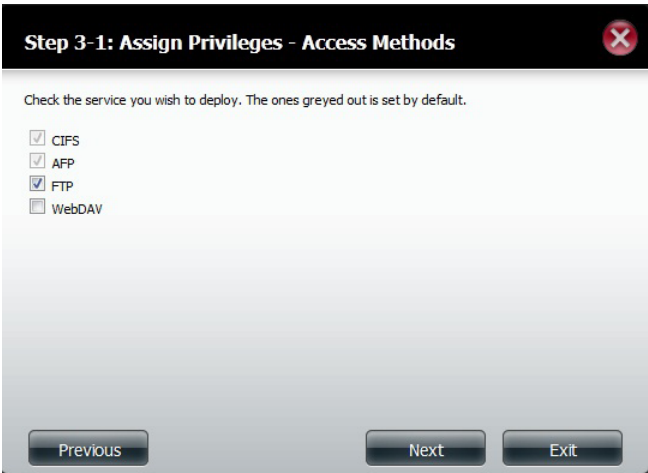 Step 3-1: Assign Privileges - Access Methods
Check the service you wish to deploy. The ones greyed out is set by default.
CIFS
AFP
FTP
WebDAV
Previous Next Exit